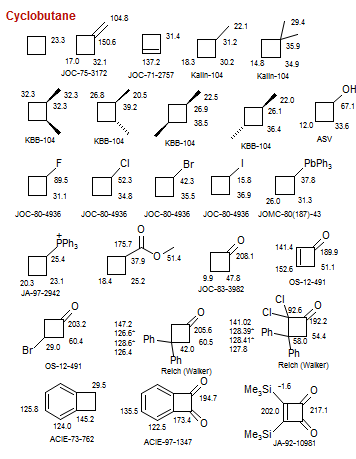 Cyclobutane
23.3 104.8 150.6 17.0 32.1 31.4 137.2 22.1 31.2 18.3 30.2 29.4 35.9 14.8 34.9
JOC-75-3172 JOC-71-2757 Kalin-104 Kalin-104
32.3 32.3 32.3 26.8 20.5 39.2 22.5 26.9 38.5 22.0 26.1 36.4 OH 67.1 12.0 33.6
KBB-104 KBB-104 KBB-104 KBB-104 ASV
F 89.5 31.1 Cl 52.3 34.8 Br 42.3 35.5 I 15.8 36.9 PbPh3 37.8 26.0 31.3
JOC-80-4936 JOC-80-4936 JOC-80-4936 JOC-80-4936 JOMC-80(187)-43
+ PPh3 25.4 20.3 23.1 175.7 O O 51.4 37.9 18.4 25.2 O 208.1 9.9 47.8 O 141.4 189.9 152.6 51.1
JA-97-2942 JOC-83-3982 OS-12-491
O 203.2 Br 29.0 60.4
OS-12-491
147.2
126.6*
128.6*
126.4
Ph Ph O 205.6 60.5 42.0
Reich (Walker)
141.02
128.39*
128.41*
127.8
Cl Cl 92.6 O 192.2 Ph Ph 58.0 54.4
Reich (Walker)
125.8 29.5 145.2 124.0
ACIE-73-762
135.5 O 194.7 O 173.4 122.5
ACIE-97-1347
Me3Si −1.6 O 202.0 217.1 Me3Si O
JA-92-10981